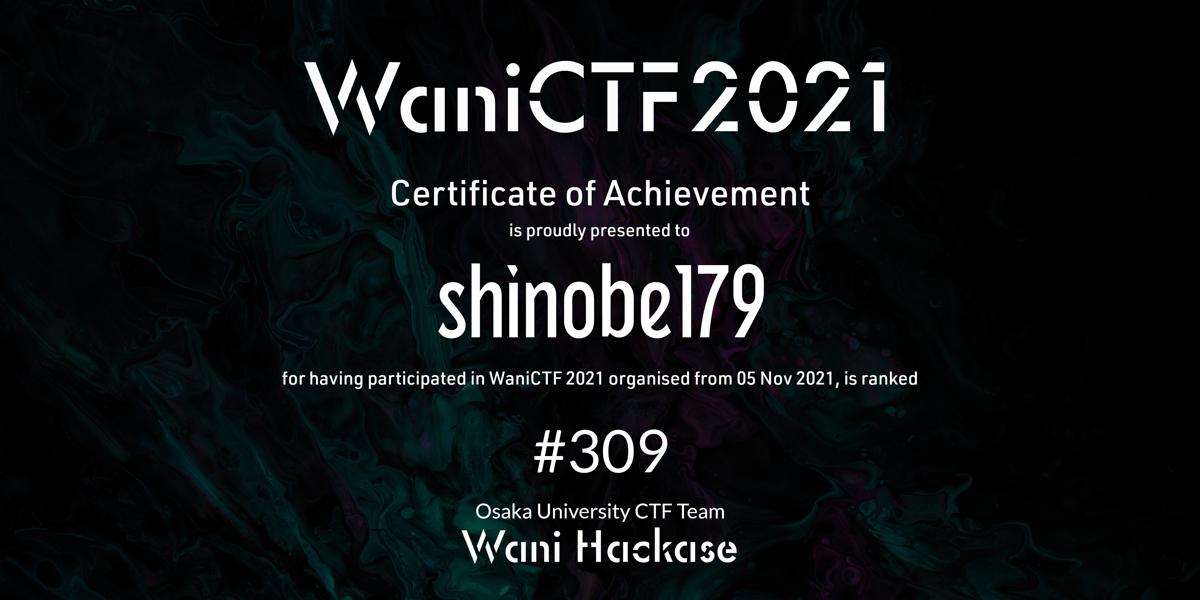 WaniCTF2021
Certificate of Achievement
is proudly presented to
shinobe179
for having participated in WaniCTF 2021 organised from 05 Nov 2021, is ranked
#309
Osaka University CTF Team
Wani Hackase